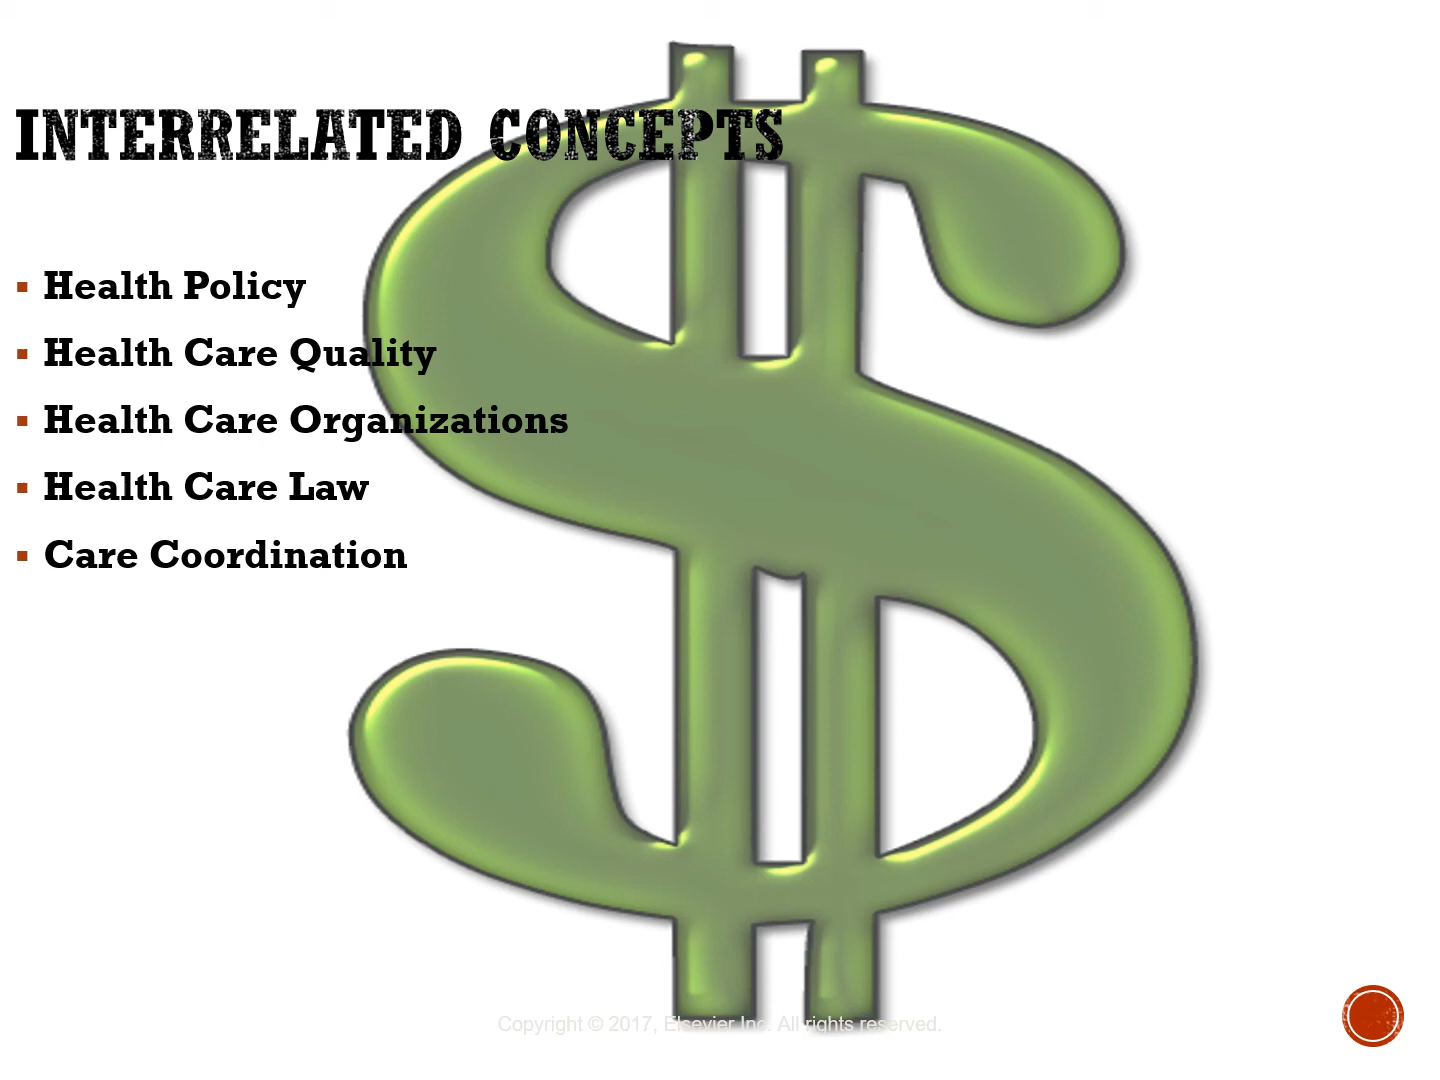 INTERRELATED CONCEPTS
▪ Health Policy
▪ Health Care Quality
▪ Health Care Organizations
▪ Health Care Law
▪ Care Coordination
Copyright © 2017, Elsevier Inc. All rights reserved.